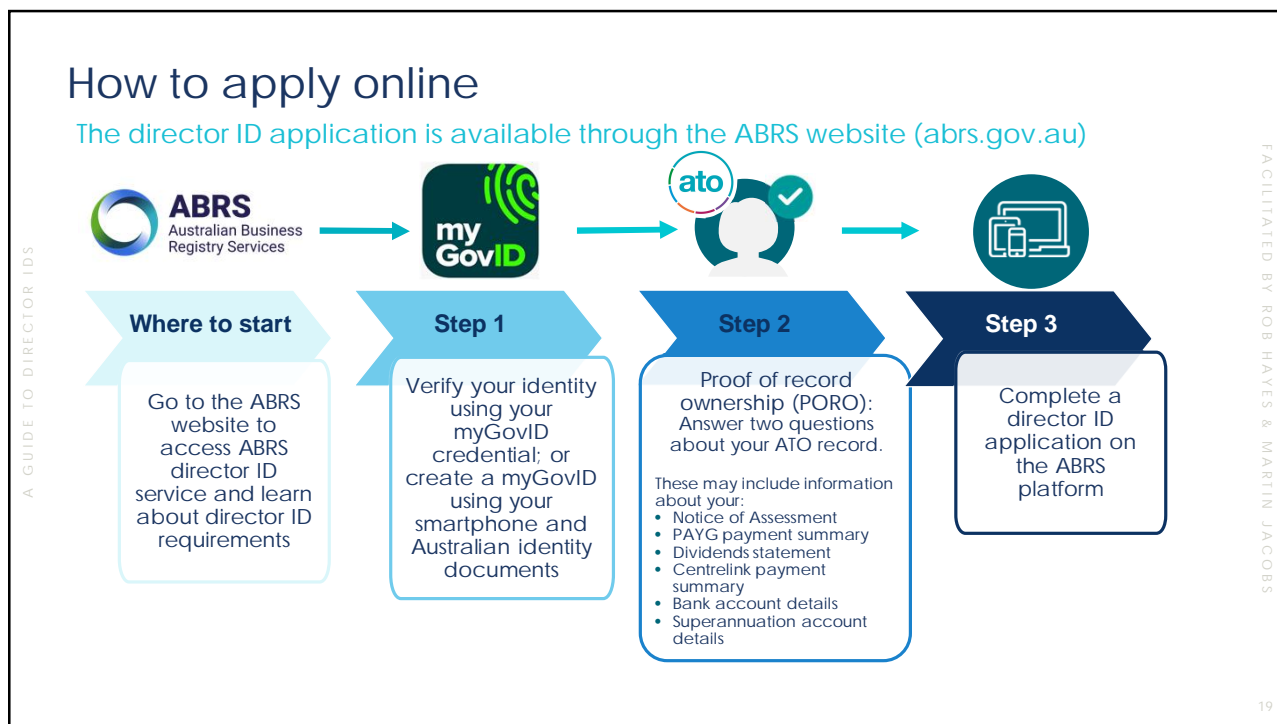 How to apply online
The director ID application is available through the ABRS website (abrs.gov.au)
ABRS
Australian Business
Registry Services
my
GovID
ato
Where to start
Go to the ABRS
website to
access ABRS
director ID
service and learn
about director ID
requirements
Step 1
Verify your identity
using your
myGovID
credential; or
create a myGovID
using your
smartphone and
Australian identity
documents
Step 2
Proof of record
ownership (PORO):
Answer two questions
about your ATO record.
These may include information
about your:
• Notice of Assessment
• PAYG payment summary
• Dividends statement
• Centrelink payment
summary
• Bank account details
• Superannuation account
details
Step 3
Complete a
director ID
application on
the ABRS
platform
A GUIDE TO DIRECTOR IDS
FACILITATED BY ROB HAYES & MARTIN JACOBS
19